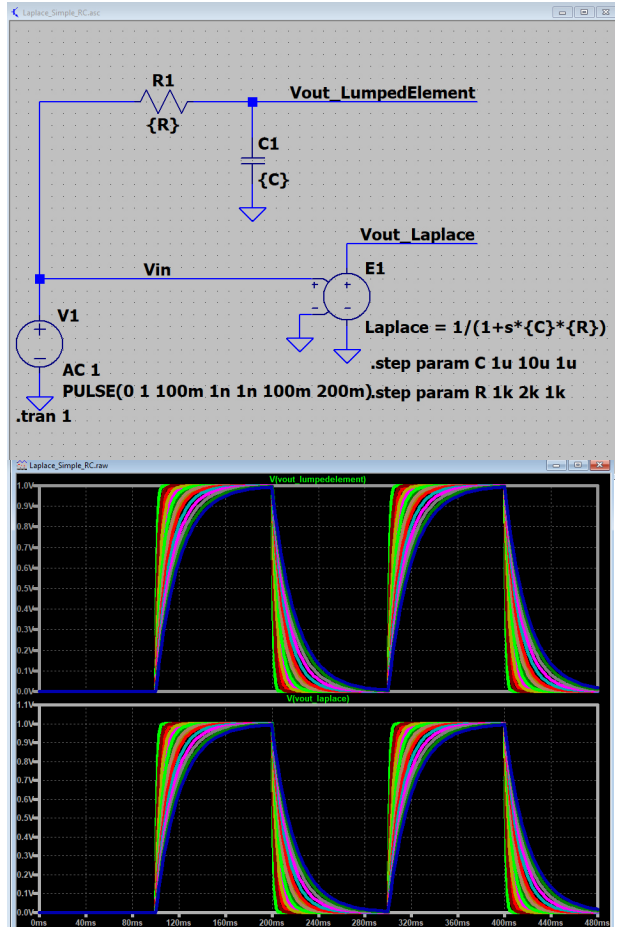 Laplace_Simple_RC.asc
R1
Vout_LumpedElement
{R}
C1
{C}
Vout_Laplace
Vin
E1
V1
Laplace = 1/(1+s*{C}*{R})
AC 1
.step param C 1u 10u 1u
PULSE(0 1 100m 1n 1n 100m 200m)
.step param R 1k 2k 1k
.tran 1
Laplace_Simple_RC.raw
V(vout_lumpedelement)
1.0V
0.9V
0.8V
0.7V
0.6V
0.5V
0.4V
0.3V
0.2V
0.1V
0.0V
V(vout_laplace)
1.1V
1.0V
0.9V
0.8V
0.7V
0.6V
0.5V
0.4V
0.3V
0.2V
0.1V
0.0V
0ms 40ms 80ms 120ms 160ms 200ms 240ms 280ms 320ms 360ms 400ms 440ms 480ms